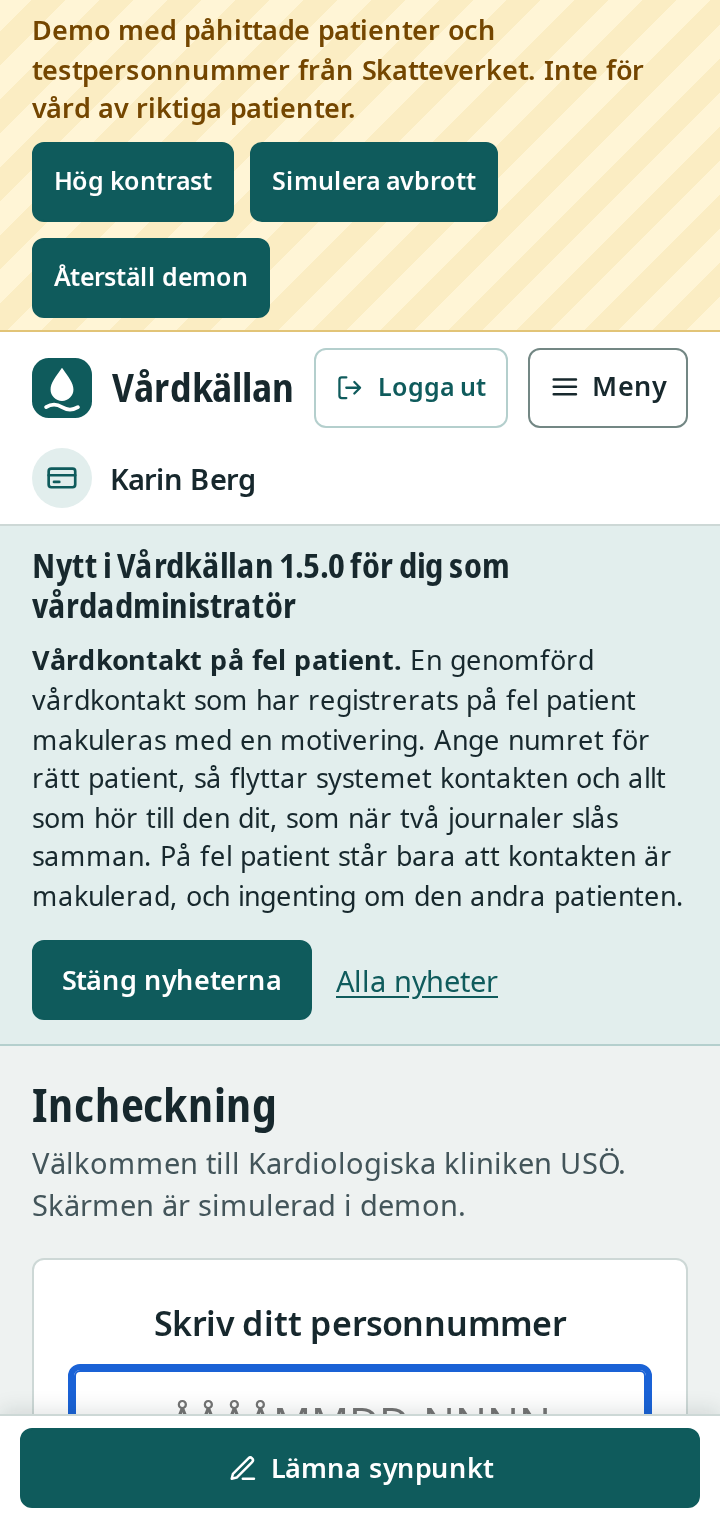 Demo med påhittade patienter och
testpersonnummer från Skatteverket. Inte för
vård av riktiga patienter.
Hög kontrast
Simulera avbrott
Återställ demon
Vårdkällan
Logga ut
Meny
Karin Berg
Nytt i Vårdkällan 1.5.0 för dig som
vårdadministratör
Vårdkontakt på fel patient. En genomförd
vårdkontakt som har registrerats på fel patient
makuleras med en motivering. Ange numret för
rätt patient, så flyttar systemet kontakten och allt
som hör till den dit, som när två journaler slås
samman. På fel patient står bara att kontakten är
makulerad, och ingenting om den andra patienten.
Stäng nyheterna
Alla nyheter
Incheckning
Välkommen till Kardiologiska kliniken USÖ.
Skärmen är simulerad i demon.
Skriv ditt personnummer
ÅÅÅÅMMDD-NNNN
Lämna synpunkt